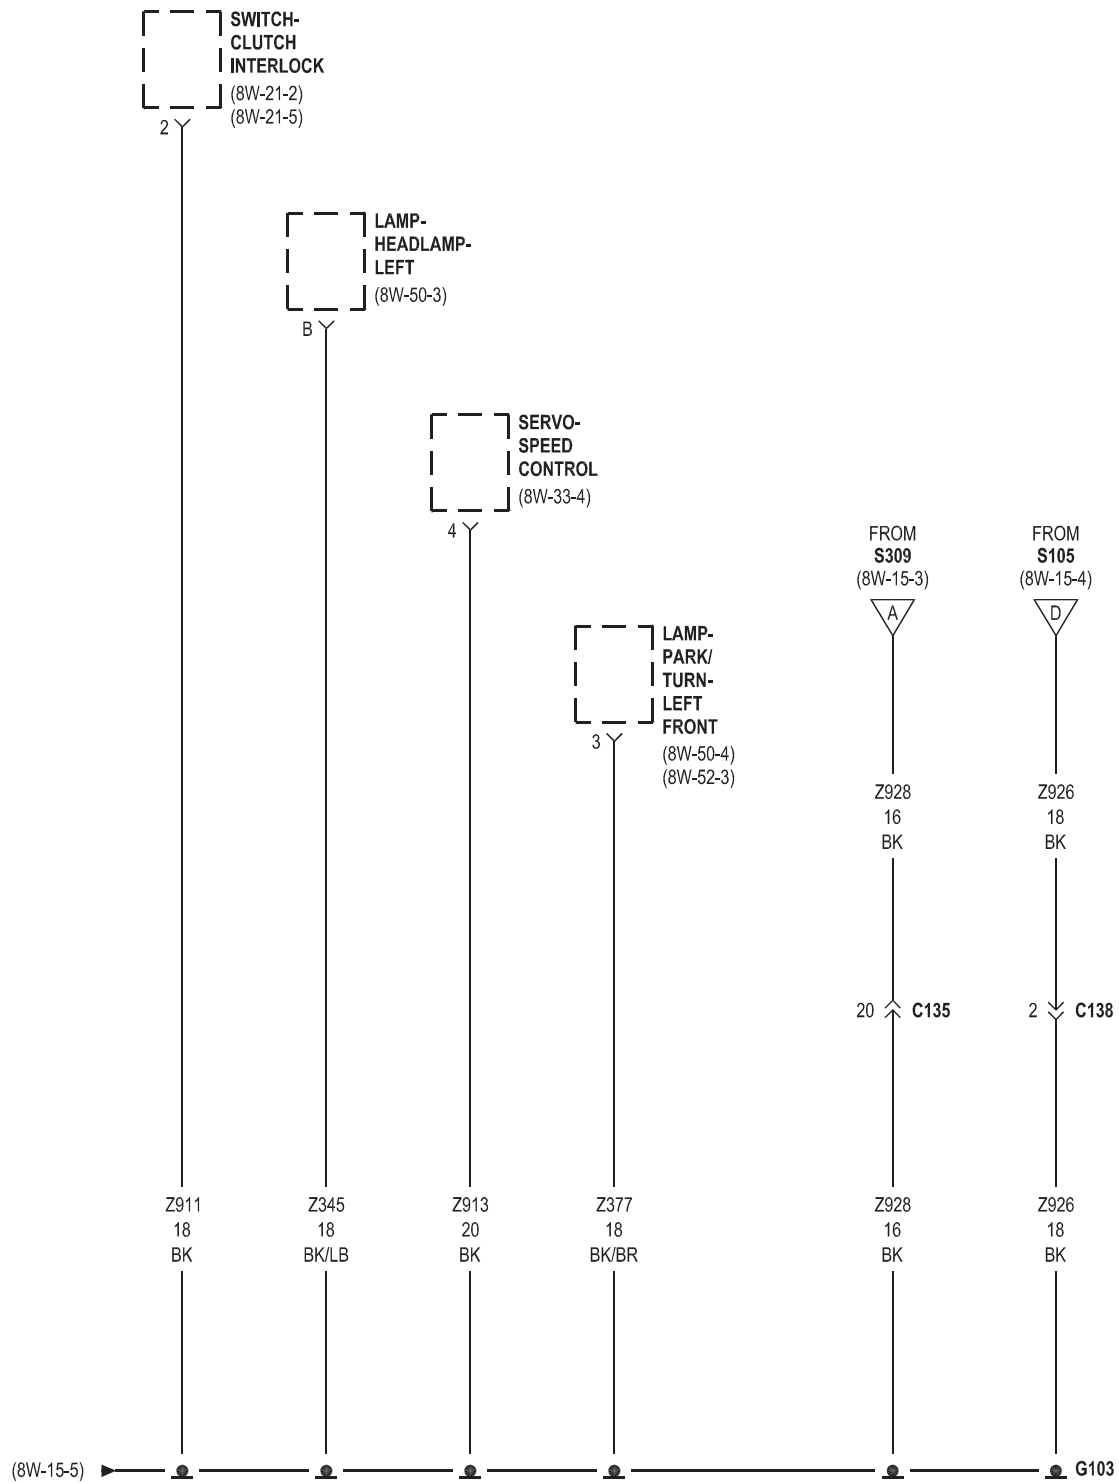 SWITCH-
CLUTCH
INTERLOCK
(8W-21-2)
(8W-21-5)
2
LAMP-
HEADLAMP-
LEFT
(8W-50-3)
B
SERVO-
SPEED
CONTROL
(8W-33-4)
4
FROM
S309
(8W-15-3)
A
FROM
S105
(8W-15-4)
D
LAMP-
PARK/
TURN-
LEFT
FRONT
(8W-50-4)
(8W-52-3)
3
Z928
16
BK
Z926
18
BK
20
C135
2
C138
Z911
18
BK
Z345
18
BK/LB
Z913
20
BK
Z377
18
BK/BR
Z928
16
BK
Z926
18
BK
(8W-15-5)
G103